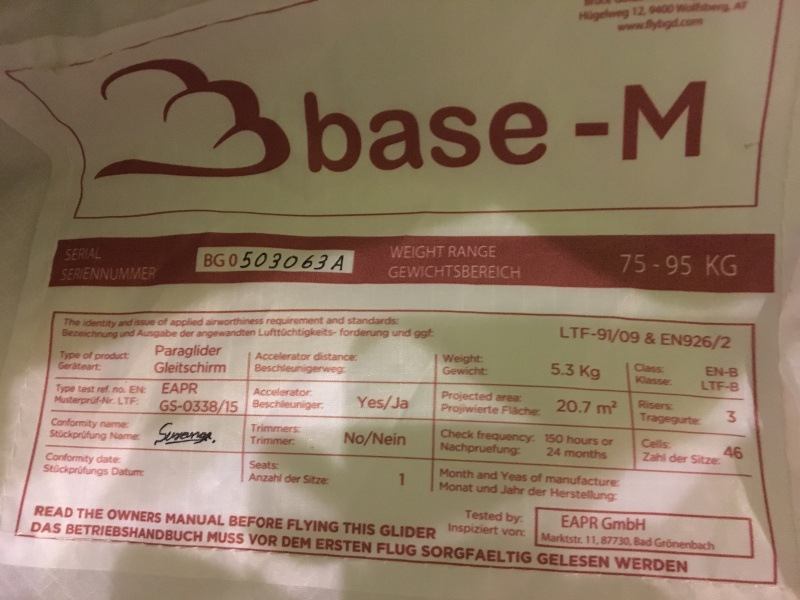 Hügelweg 12, 9400 Wolfsberg, AT
www.flybgd.com
base -M
SERIAL
SERIENNUMMER
BG 0 503063A
WEIGHT RANGE
GEWICHTSBEREICH
75 - 95 KG
The identity and issue of applied airworthiness requirement and standards:
Bezeichnung und Ausgabe der angewandten Lufttüchtigkeits- forderung und ggf:
LTF-91/09 & EN926/2
Type of product:
Geräteart:
Paraglider
Gleitschirm
Accelerator distance:
Beschleunigerweg:
Weight:
Gewicht:
5.3 Kg
Class:
Klasse:
EN-B
LTF-B
Type test ref. no. EN:
Musterprüf-Nr. LTF:
EAPR
GS-0338/15
Accelerator:
Beschleuniger:
Yes/Ja
Projected area:
Projiwierte Fläche:
20.7 m²
Risers:
Tragegurte:
3
Conformity name:
Stückprüfung Name:
Trimmers:
Trimmer:
No/Nein
Check frequency:
Nachpruefung:
150 hours or
24 months
Cells:
Zahl der Sitze:
46
Conformity date:
Stückprüfungs Datum:
Seats:
Anzahl der Sitze:
1
Month and Yeas of manufacture:
Monat und Jahr der Herstellung:
READ THE OWNERS MANUAL BEFORE FLYING THIS GLIDER
Tested by:
Inspiziert von:
EAPR GmbH
Marktstr. 11, 87730, Bad Grönenbach
DAS BETRIEBSHANDBUCH MUSS VOR DEM ERSTEN FLUG SORGFAELTIG GELESEN WERDEN